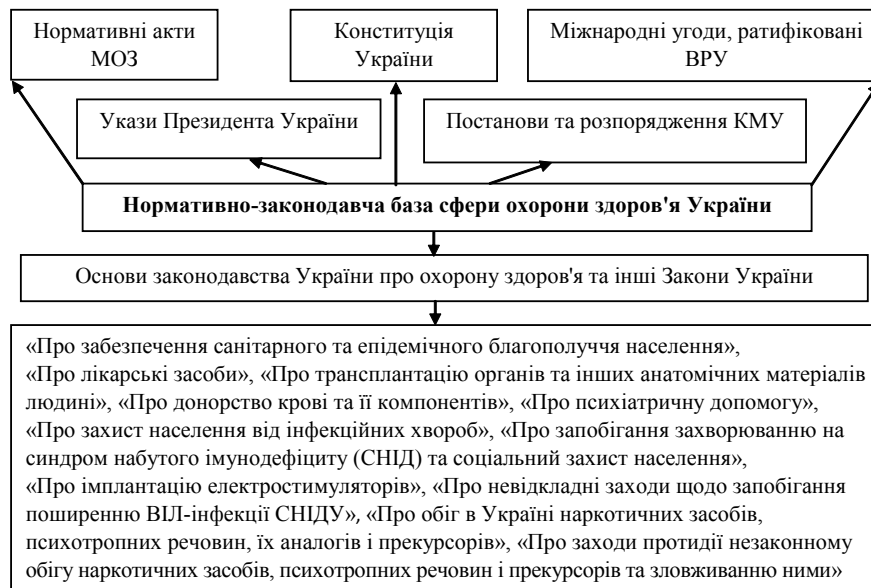 Нормативні акти
МОЗ
Конституція
України
Міжнародні угоди, ратифіковані
ВРУ
Укази Президента України
Постанови та розпорядження КМУ
Нормативно-законодавча база сфери охорони здоров'я України
Основи законодавства України про охорону здоров'я та інші Закони України
«Про забезпечення санітарного та епідемічного благополуччя населення»,
«Про лікарські засоби», «Про трансплантацію органів та інших анатомічних матеріалів
людині», «Про донорство крові та її компонентів», «Про психіатричну допомогу»,
«Про захист населення від інфекційних хвороб», «Про запобігання захворюванню на
синдром набутого імунодефіциту (СНІД) та соціальний захист населення»,
«Про імплантацію електростимуляторів», «Про невідкладні заходи щодо запобігання
поширенню ВІЛ-інфекції СНІДУ», «Про обіг в Україні наркотичних засобів,
психотропних речовин, їх аналогів і прекурсорів», «Про заходи протидії незаконному
обігу наркотичних засобів, психотропних речовин і прекурсорів та зловживанню ними»